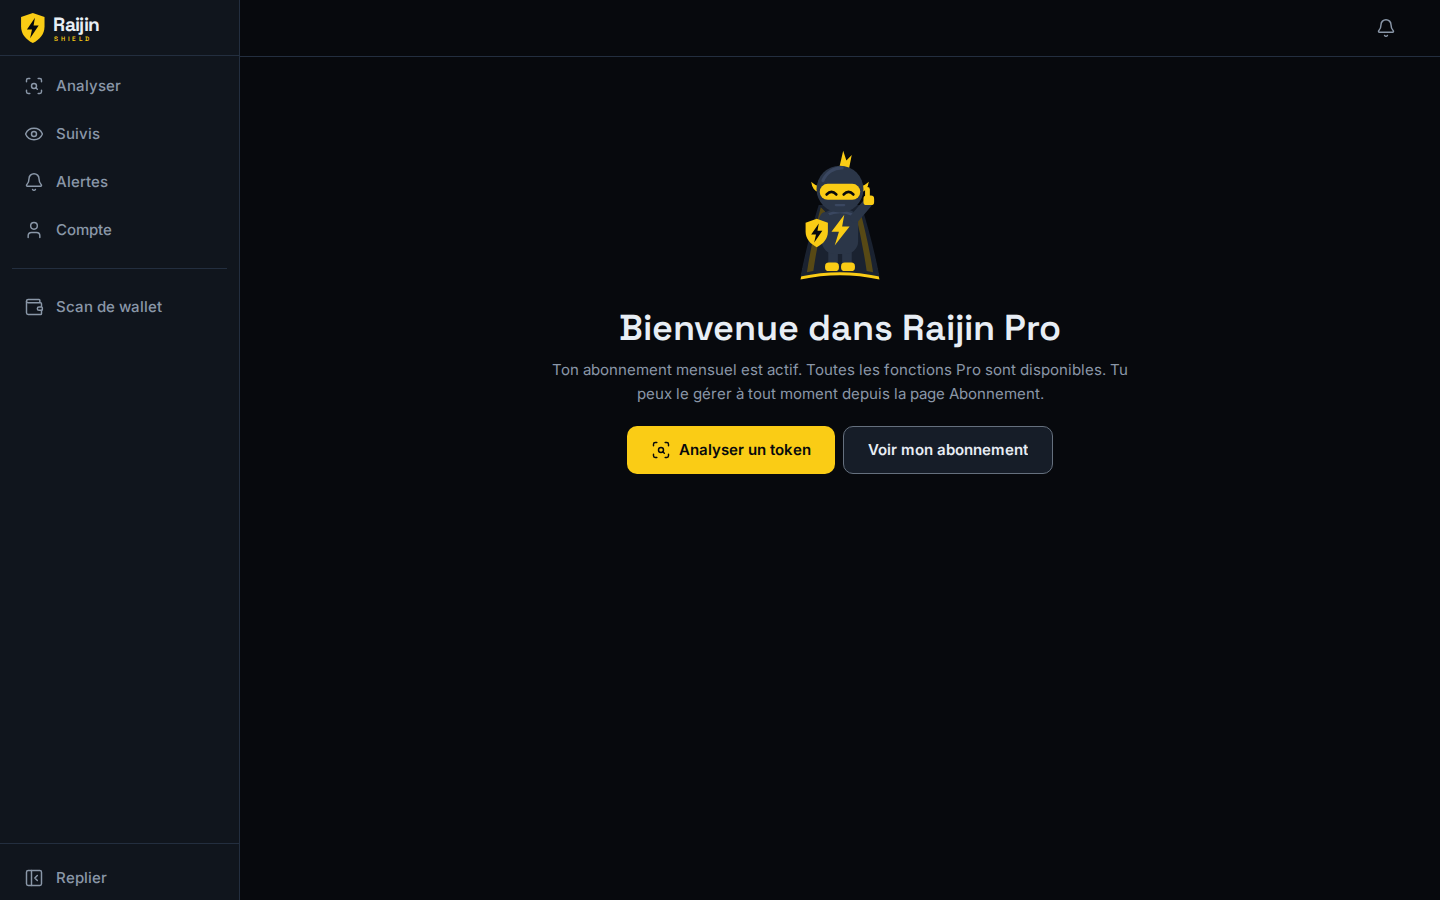 Raijin
SHIELD
Analyser
Suivis
Alertes
Compte
Scan de wallet
Replier
Bienvenue dans Raijin Pro
Ton abonnement mensuel est actif. Toutes les fonctions Pro sont disponibles. Tu
peux le gérer à tout moment depuis la page Abonnement.
Analyser un token
Voir mon abonnement